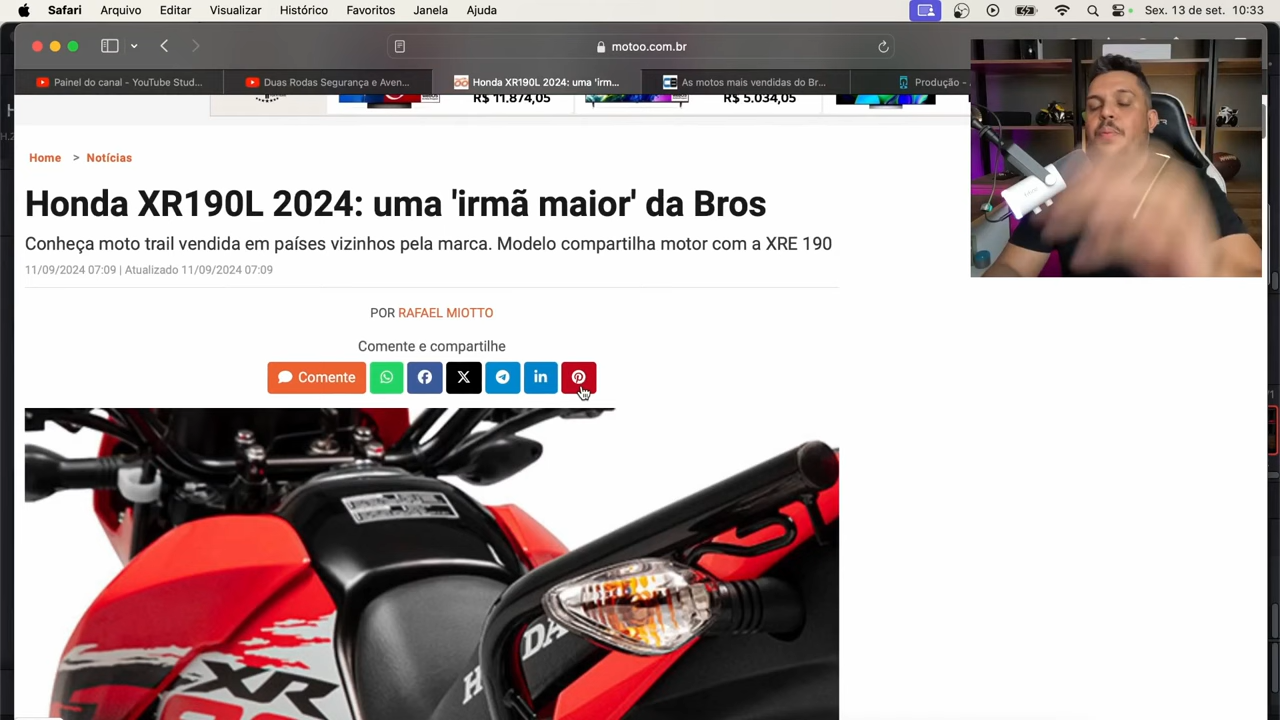 Safari Arquivo Editar Visualizar Histórico Favoritos Janela Ajuda Sex. 13 de set. 10:33
motoo.com.br
Painel do canal - YouTube Stud... Duas Rodas Segurança e Aven... Honda XR190L 2024: uma 'irm... As motos mais vendidas do Br... Produção -
R$ 11.874,05 R$ 5.034,05
Home > Notícias
Honda XR190L 2024: uma 'irmã maior' da Bros
Conheça moto trail vendida em países vizinhos pela marca. Modelo compartilha motor com a XRE 190
11/09/2024 07:09 | Atualizado 11/09/2024 07:09
POR RAFAEL MIOTTO
Comente e compartilhe
Comente
HONDA
XR